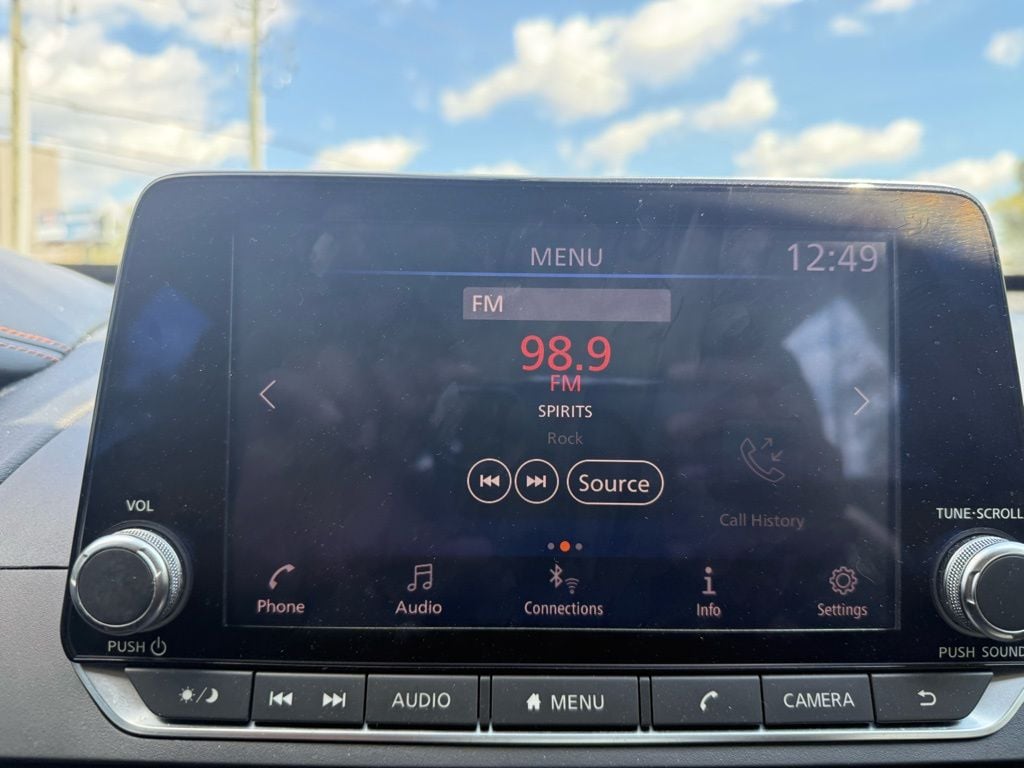 MENU
12:49
FM
98.9
FM
SPIRITS
Rock
Source
Call History
Phone
Audio
Connections
Info
Settings
VOL
PUSH
TUNE·SCROLL
PUSH SOUND
AUDIO
MENU
CAMERA